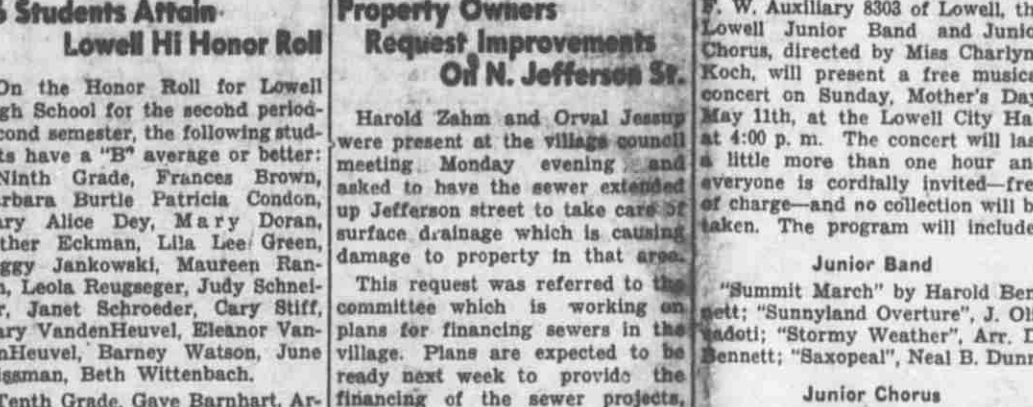 Students Attain
Lowell Hi Honor Roll
On the Honor Roll for Lowell
gh School for the second period-
cond semester, the following stud-
ts have a "B" average or better:
Ninth Grade, Frances Brown,
rbara Burtle Patricia Condon,
ary Alice Dey, Mary Doran,
ther Eckman, Lila Lee Green,
ggy Jankowski, Maureen Ran-
n, Leola Reugseger, Judy Schnei-
r, Janet Schroeder, Cary Stiff,
ary VandenHeuvel, Eleanor Van-
nHeuvel, Barney Watson, June
ssman, Beth Wittenbach.
Tenth Grade, Gaye Barnhart, Ar-
Property Owners
Request Improvements
On N. Jefferson St.
Harold Zahm and Orval Jessup
were present at the village council
meeting Monday evening and
asked to have the sewer extended
up Jefferson street to take care of
surface drainage which is causing
damage to property in that area.
This request was referred to the
committee which is working on
plans for financing sewers in the
village. Plans are expected to be
ready next week to provide the
financing of the sewer projects,
F. W. Auxiliary 8303 of Lowell, th
Lowell Junior Band and Junio
Chorus, directed by Miss Charlyn
Koch, will present a free musica
concert on Sunday, Mother's Day
May 11th, at the Lowell City Ha
at 4:00 p. m. The concert will las
a little more than one hour an
everyone is cordially invited—fre
of charge—and no collection will b
taken. The program will include
Junior Band
"Summit March" by Harold Ben
nett; "Sunnyland Overture", J. Oli
vadoti; "Stormy Weather", Arr. L
Bennett; "Saxopeal", Neal B. Dunn
Junior Chorus